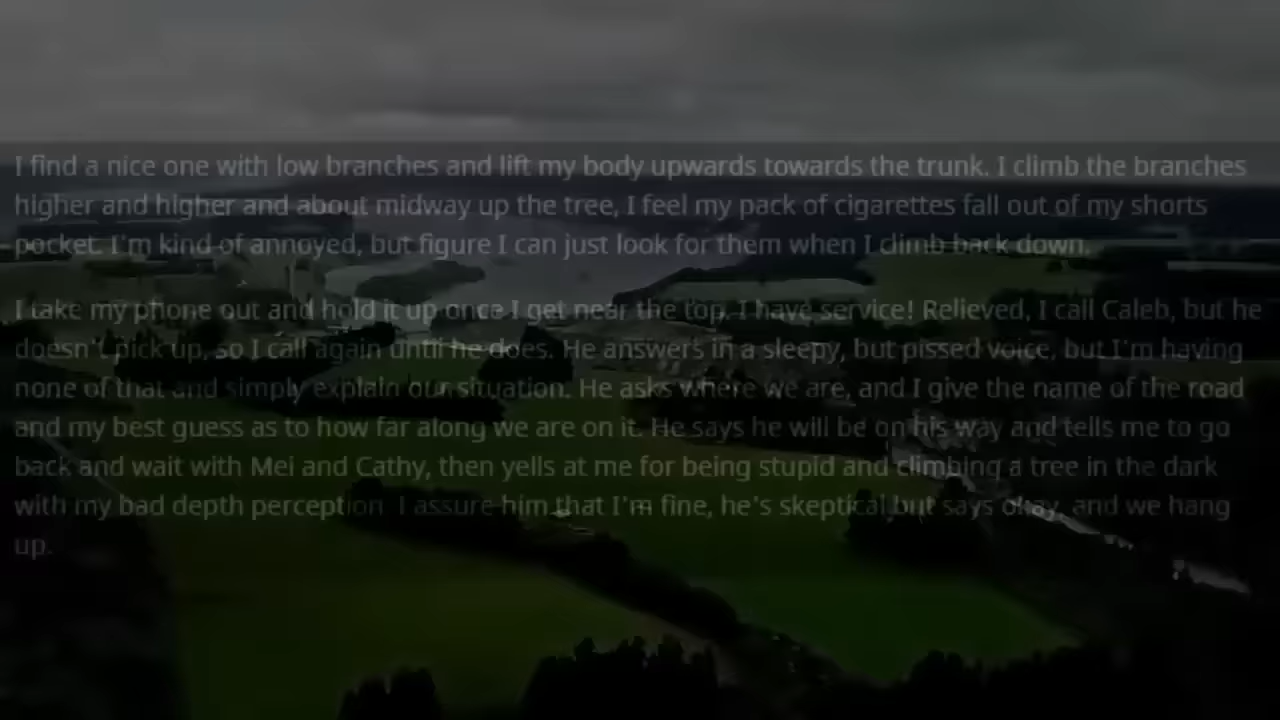 I find a nice one with low branches and lift my body upwards towards the trunk. I climb the branches
higher and higher and about midway up the tree, I feel my pack of cigarettes fall out of my shorts
pocket. I'm kind of annoyed, but figure I can just look for them when I climb back down.
I take my phone out and hold it up once I get near the top. I have service! Relieved, I call Caleb, but he
doesn't pick up, so I call again until he does. He answers in a sleepy, but pissed voice, but I'm having
none of that and simply explain our situation. He asks where we are, and I give the name of the road
and my best guess as to how far along we are on it. He says he will be on his way and tells me to go
back and wait with Mei and Cathy, then yells at me for being stupid and climbing a tree in the dark
with my bad depth perception. I assure him that I'm fine, he's skeptical but says okay, and we hang
up.